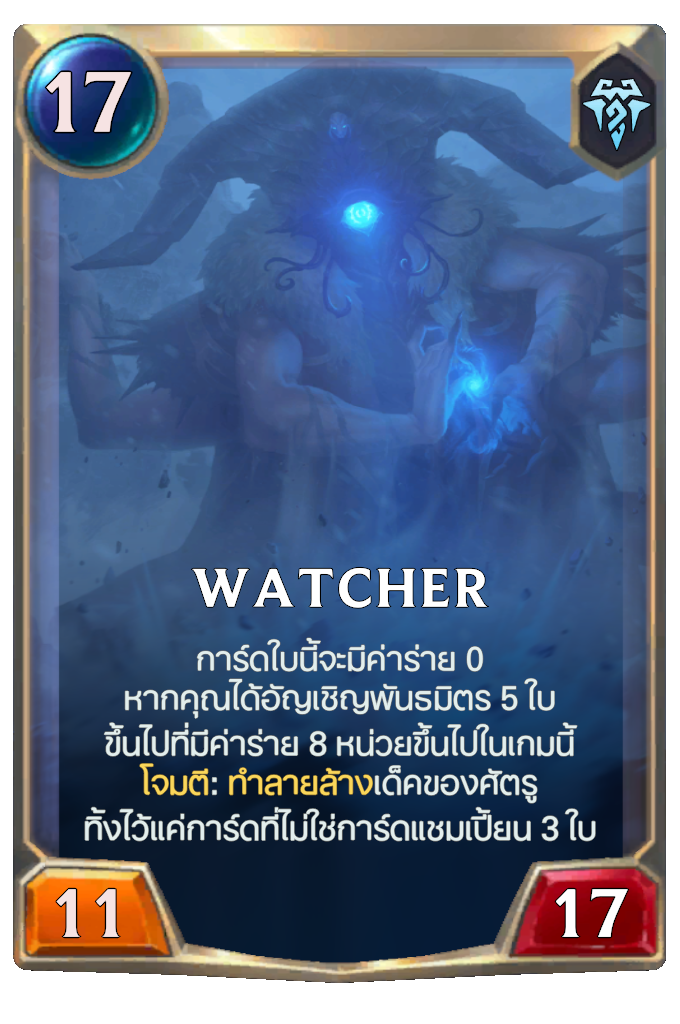 17
WATCHER
การ์ดใบนี้จะมีค่าร่าย 0
หากคุณได้อัญเชิญพันธมิตร 5 ใบ
ขึ้นไปที่มีค่าร่าย 8 หน่วยขึ้นไปในเกมนี้
โจมตี: ทำลายล้างเด็คของศัตรู
ทิ้งไว้แค่การ์ดที่ไม่ใช่การ์ดแชมเปี้ยน 3 ใบ
11
17